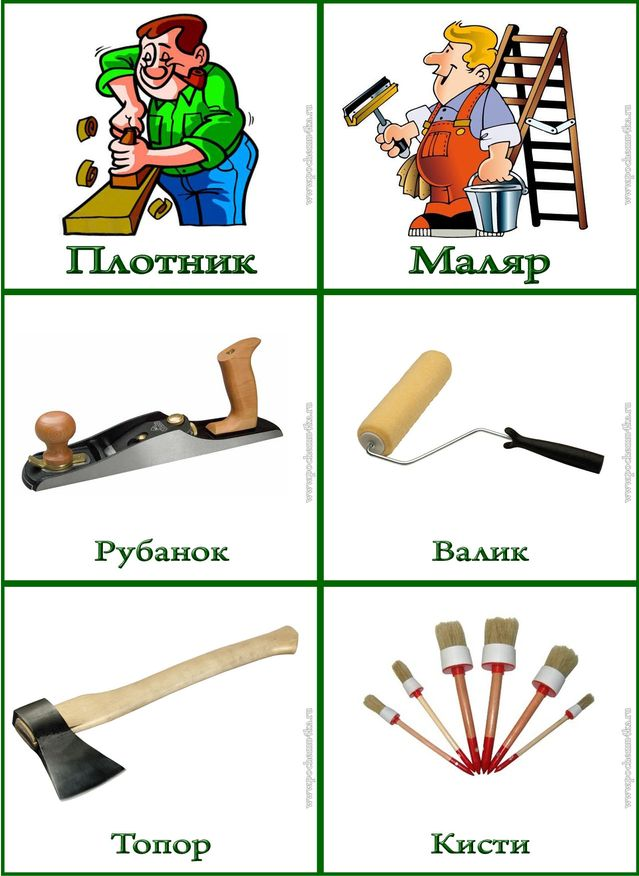 Плотник
Маляр
Рубанок
Валик
Топор
Кисти